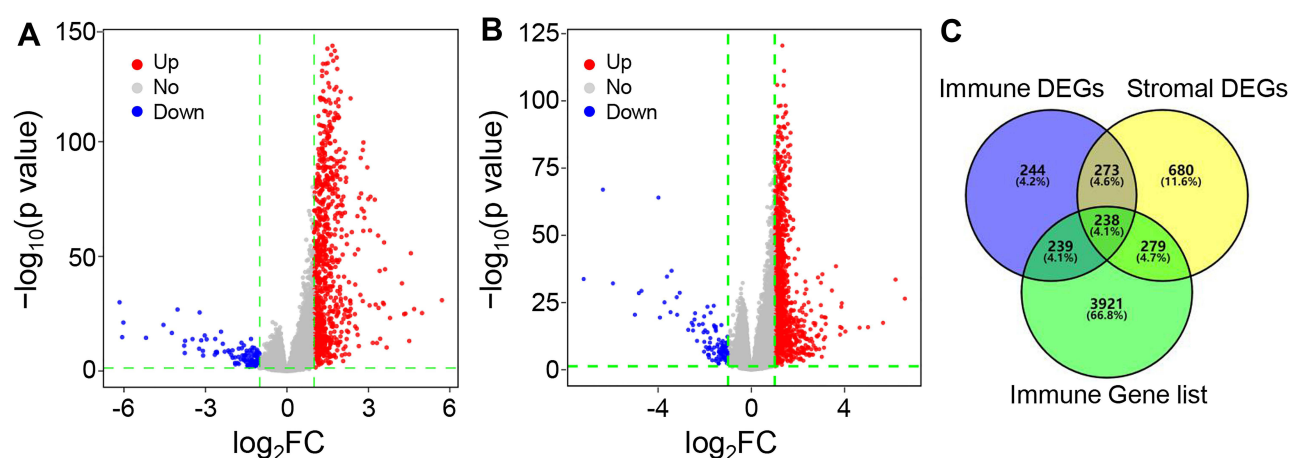 A
−log₁₀(p value)
150
100
50
0
Up
No
Down
-6
-3
0
3
6
log₂FC
B
−log₁₀(p value)
125
100
75
50
25
0
Up
No
Down
-4
0
4
log₂FC
C
Immune DEGs
Stromal DEGs
244
(4.2%)
273
(4.6%)
680
(11.6%)
238
(4.1%)
239
(4.1%)
279
(4.7%)
3921
(66.8%)
Immune Gene list